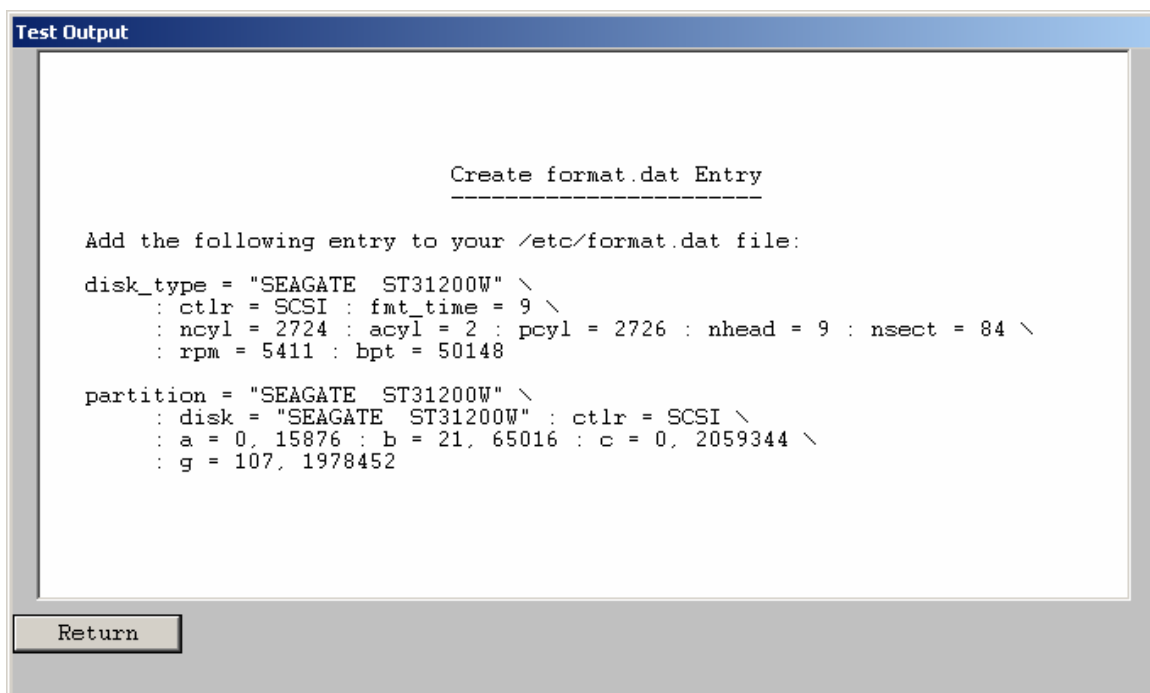 Test Output
Create format.dat Entry
-----------------------
Add the following entry to your /etc/format.dat file:
disk_type = "SEAGATE  ST31200W" \
: ctlr = SCSI : fmt_time = 9 \
: ncyl = 2724 : acyl = 2 : pcyl = 2726 : nhead = 9 : nsect = 84 \
: rpm = 5411 : bpt = 50148
partition = "SEAGATE  ST31200W" \
: disk = "SEAGATE  ST31200W" : ctlr = SCSI \
: a = 0, 15876 : b = 21, 65016 : c = 0, 2059344 \
: g = 107, 1978452
Return